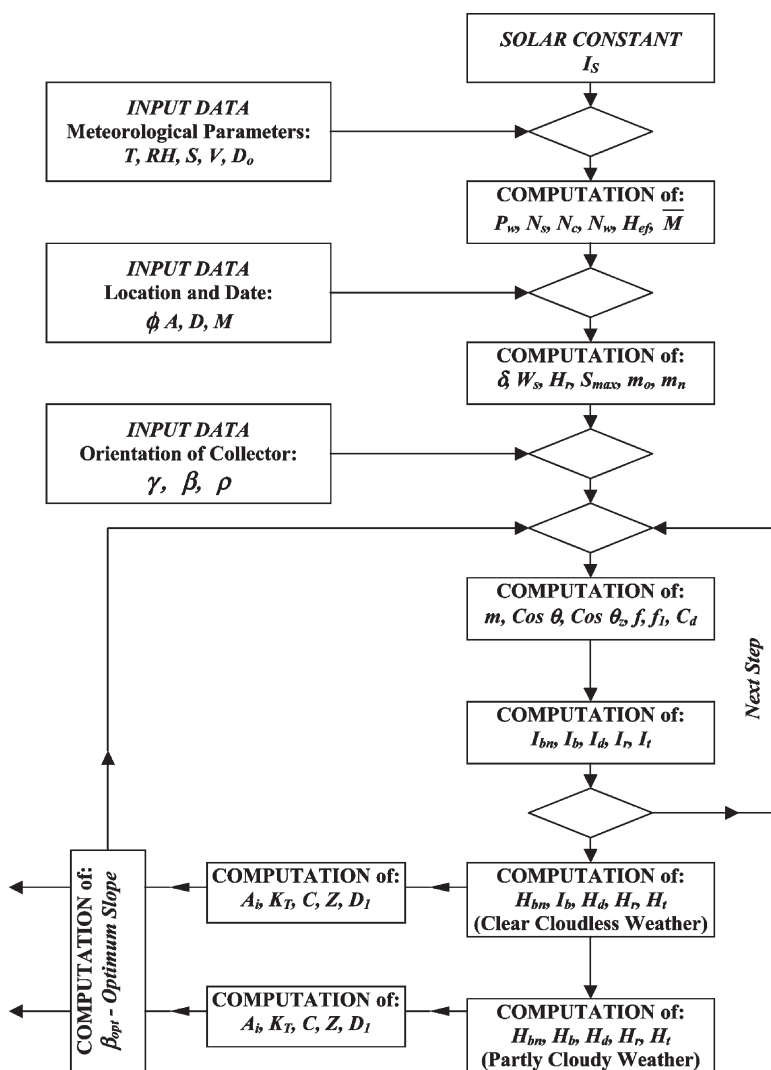 SOLAR CONSTANT
I_S
INPUT DATA
Meteorological Parameters:
T, RH, S, V, D_o
COMPUTATION of:
P_w, N_s, N_c, N_w, H_ef, M̅
INPUT DATA
Location and Date:
ϕ, A, D, M
COMPUTATION of:
δ, W_s, H_r, S_max, m_o, m_n
INPUT DATA
Orientation of Collector:
γ, β, ρ
COMPUTATION of:
m, Cos θ, Cos θ_z, f, f_1, C_d
Next Step
COMPUTATION of:
I_bn, I_b, I_d, I_r, I_t
COMPUTATION of:
β_opt - Optimum Slope
COMPUTATION of:
A_i, K_T, C, Z, D_1
COMPUTATION of:
H_bn, I_b, H_d, H_r, H_t
(Clear Cloudless Weather)
COMPUTATION of:
A_i, K_T, C, Z, D_1
COMPUTATION of:
H_bn, H_b, H_d, H_r, H_t
(Partly Cloudy Weather)